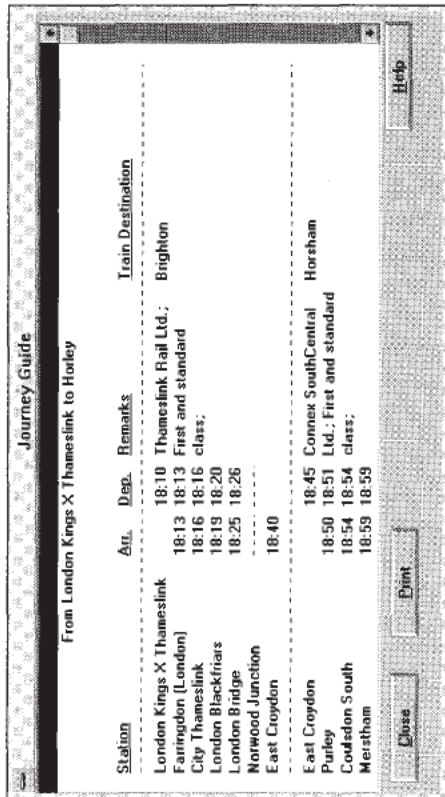 Journey Guide
From London Kings X Thameslink to Horley
Station Arr. Dep. Remarks Train Destination
London Kings X Thameslink 18:10 Thameslink Rail Ltd.; Brighton
Farringdon (London) 18:13 18:13 First and standard
City Thameslink 18:16 18:16 class;
London Blackfriars 18:19 18:20
London Bridge 18:25 18:26
Norwood Junction - - - - -
East Croydon 18:40
East Croydon 18:45 Connex SouthCentral Horsham
Purley 18:50 18:51 Ltd.; First and standard
Coulsdon South 18:54 18:54 class;
Merstham 18:59 18:59
Close Print Help